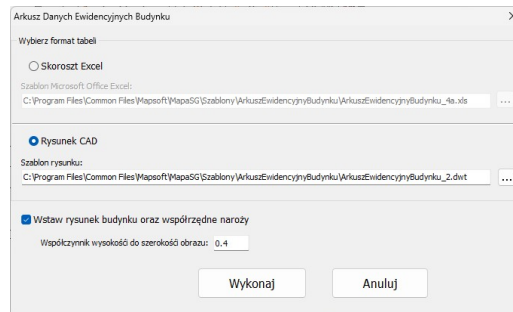 Arkusz Danych Ewidencyjnych Budynku
Wybierz format tabeli
Skoroszt Excel
Szablon Microsoft Office Excel:
C:\Program Files\Common Files\Mapsoft\MapaSG\Szablony\ArkuszEwidencyjnyBudynku\ArkuszEwidencyjnyBudynku_4a.xls ...
Rysunek CAD
Szablon rysunku:
C:\Program Files\Common Files\Mapsoft\MapaSG\Szablony\ArkuszEwidencyjnyBudynku\ArkuszEwidencyjnyBudynku_2.dwt ...
Wstaw rysunek budynku oraz współrzędne naroży
Współczynnik wysokości do szerokości obrazu: 0.4
Wykonaj Anuluj